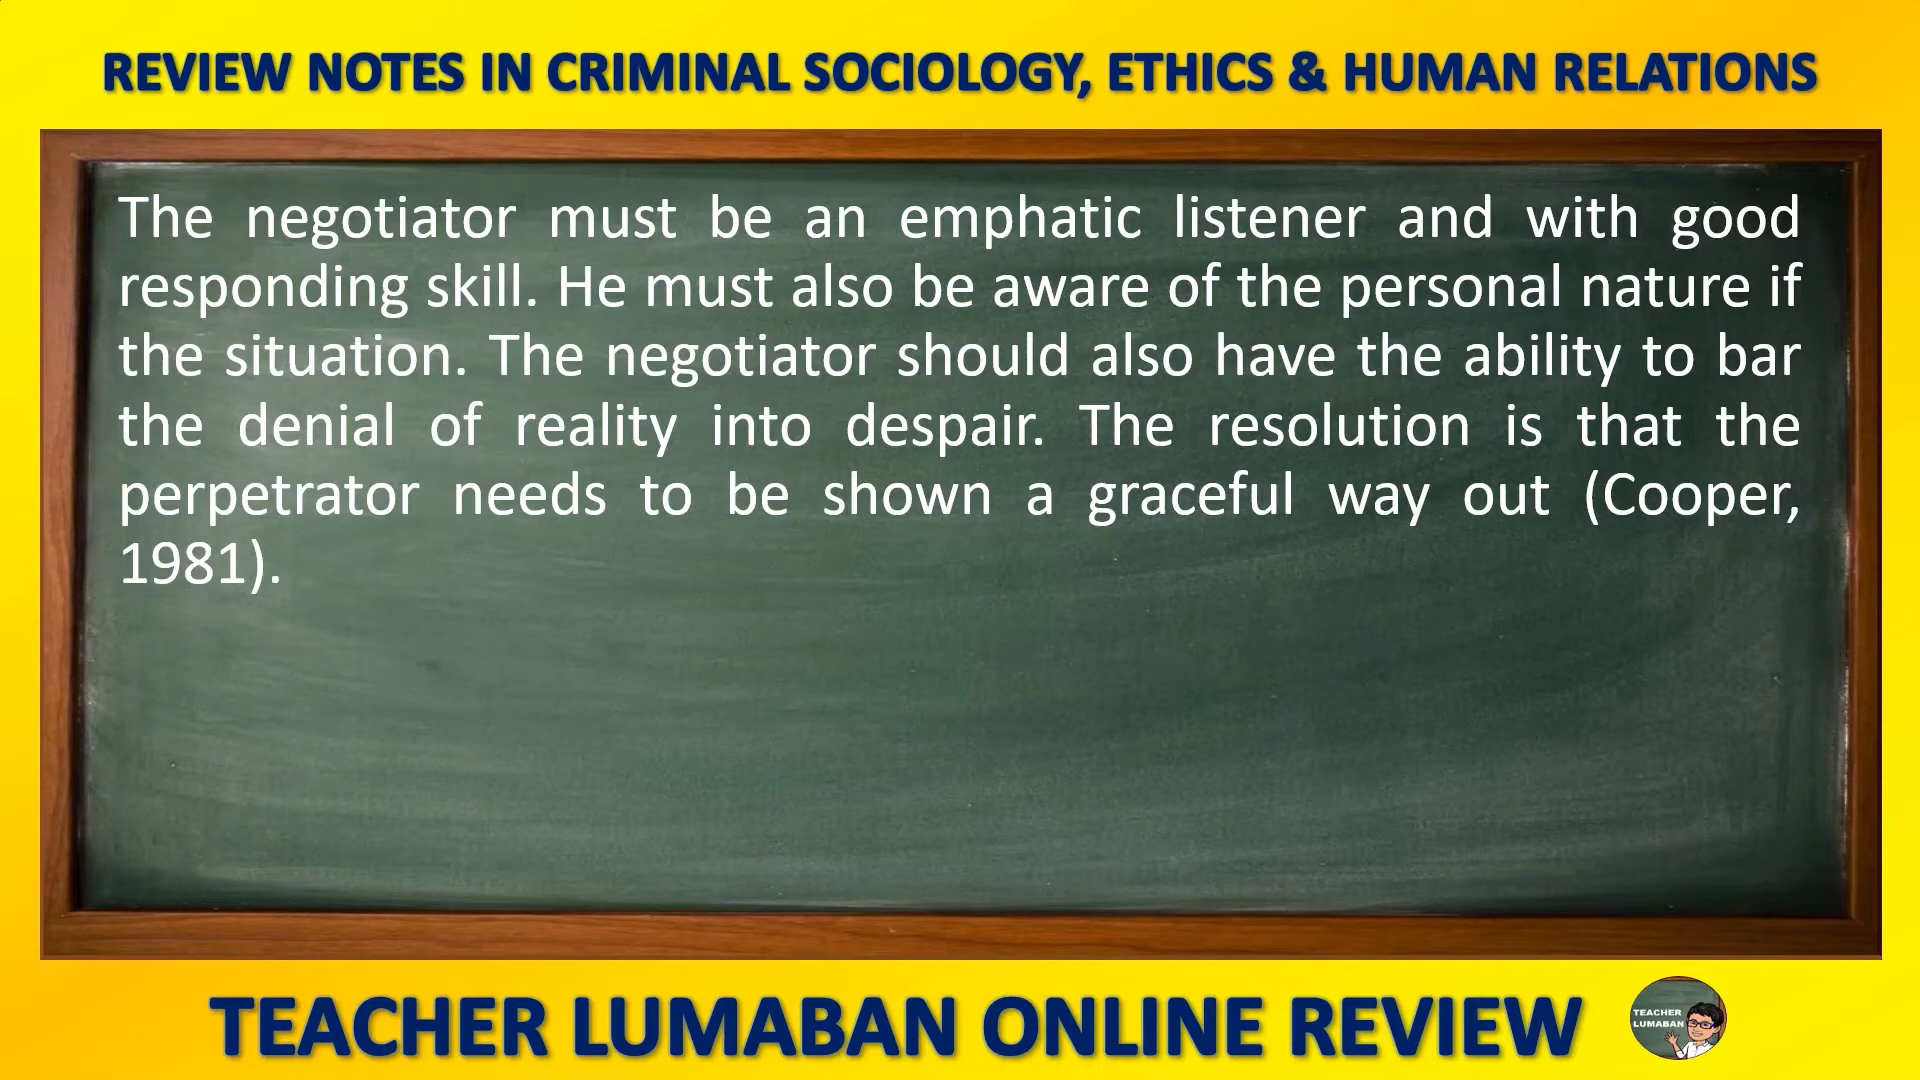 REVIEW NOTES IN CRIMINAL SOCIOLOGY, ETHICS & HUMAN RELATIONS
The negotiator must be an emphatic listener and with good
responding skill. He must also be aware of the personal nature if
the situation. The negotiator should also have the ability to bar
the denial of reality into despair. The resolution is that the
perpetrator needs to be shown a graceful way out (Cooper,
1981).
TEACHER LUMABAN ONLINE REVIEW
TEACHER
LUMABAN